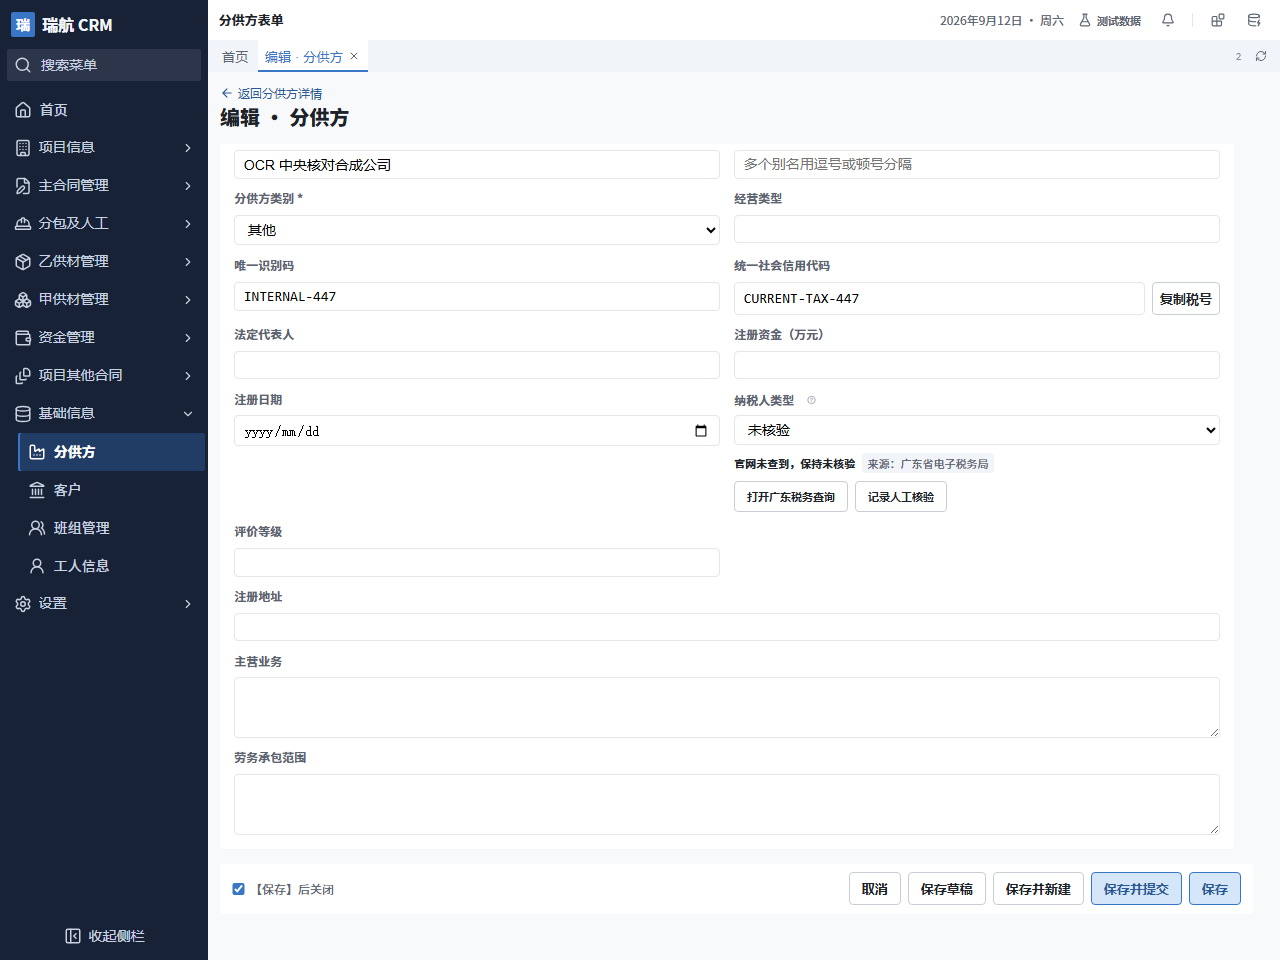 瑞 瑞航 CRM
搜索菜单
首页
项目信息
主合同管理
分包及人工
乙供材管理
甲供材管理
资金管理
项目其他合同
基础信息
分供方
客户
班组管理
工人信息
设置
收起侧栏
分供方表单
2026年9月12日 · 周六 测试数据
首页 编辑 · 分供方 ×
2
← 返回分供方详情
编辑 · 分供方
OCR 中央核对合成公司 多个别名用逗号或顿号分隔
分供方类别 * 经营类型
其他
唯一识别码 统一社会信用代码
INTERNAL-447 CURRENT-TAX-447 复制税号
法定代表人 注册资金（万元）
注册日期 纳税人类型
yyyy/mm/dd 未核验
官网未查到，保持未核验 来源：广东省电子税务局
打开广东税务查询 记录人工核验
评价等级
注册地址
主营业务
劳务承包范围
【保存】后关闭 取消 保存草稿 保存并新建 保存并提交 保存